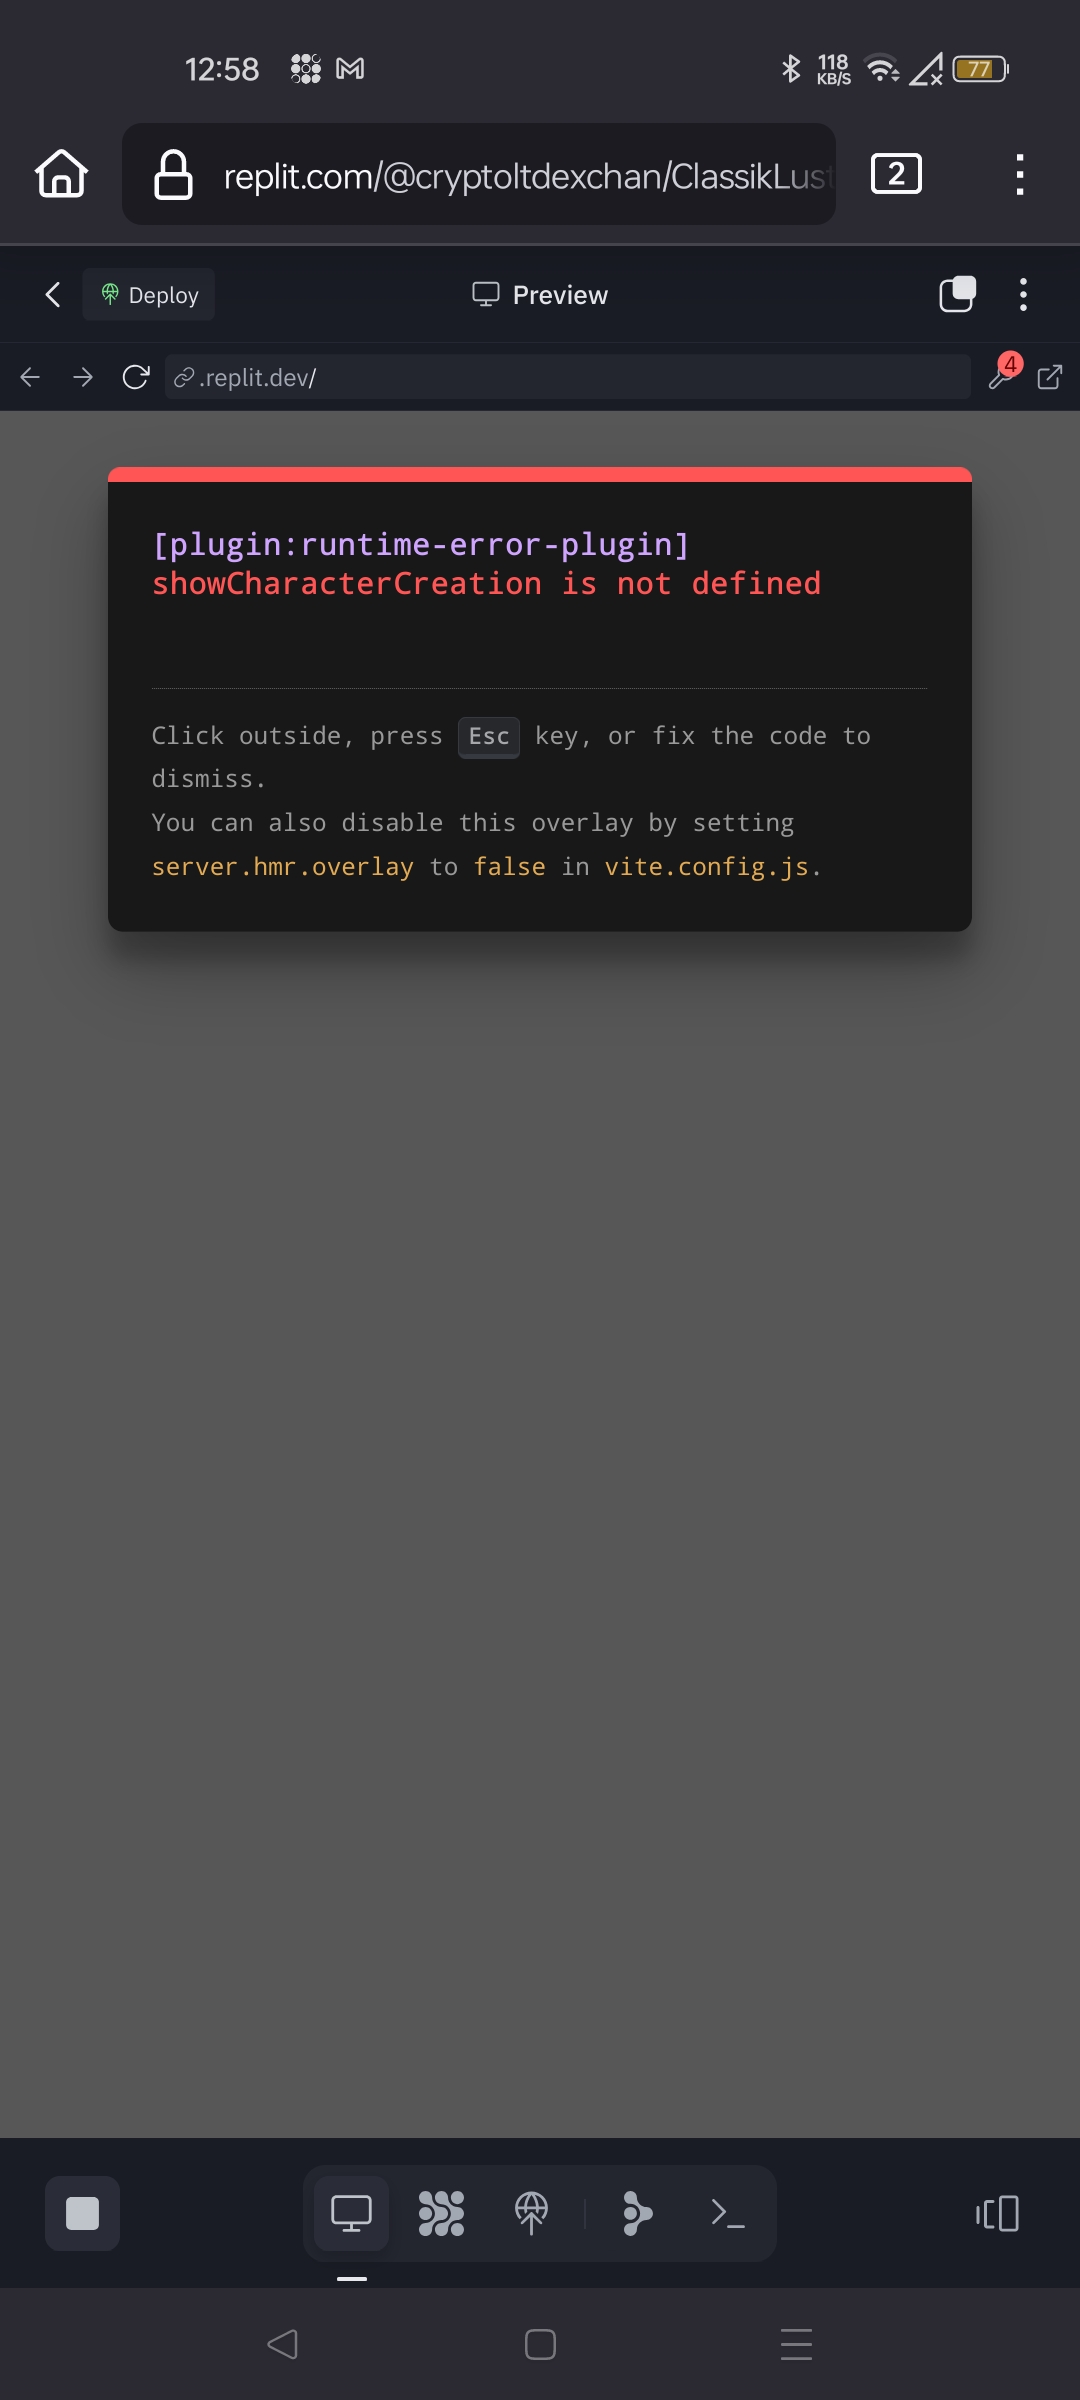 12:58
118
KB/S
77
replit.com/@cryptoltdexchan/ClassikLust
2
Deploy
Preview
.replit.dev/
4
[plugin:runtime-error-plugin]
showCharacterCreation is not defined
Click outside, press Esc key, or fix the code to
dismiss.
You can also disable this overlay by setting
server.hmr.overlay to false in vite.config.js.